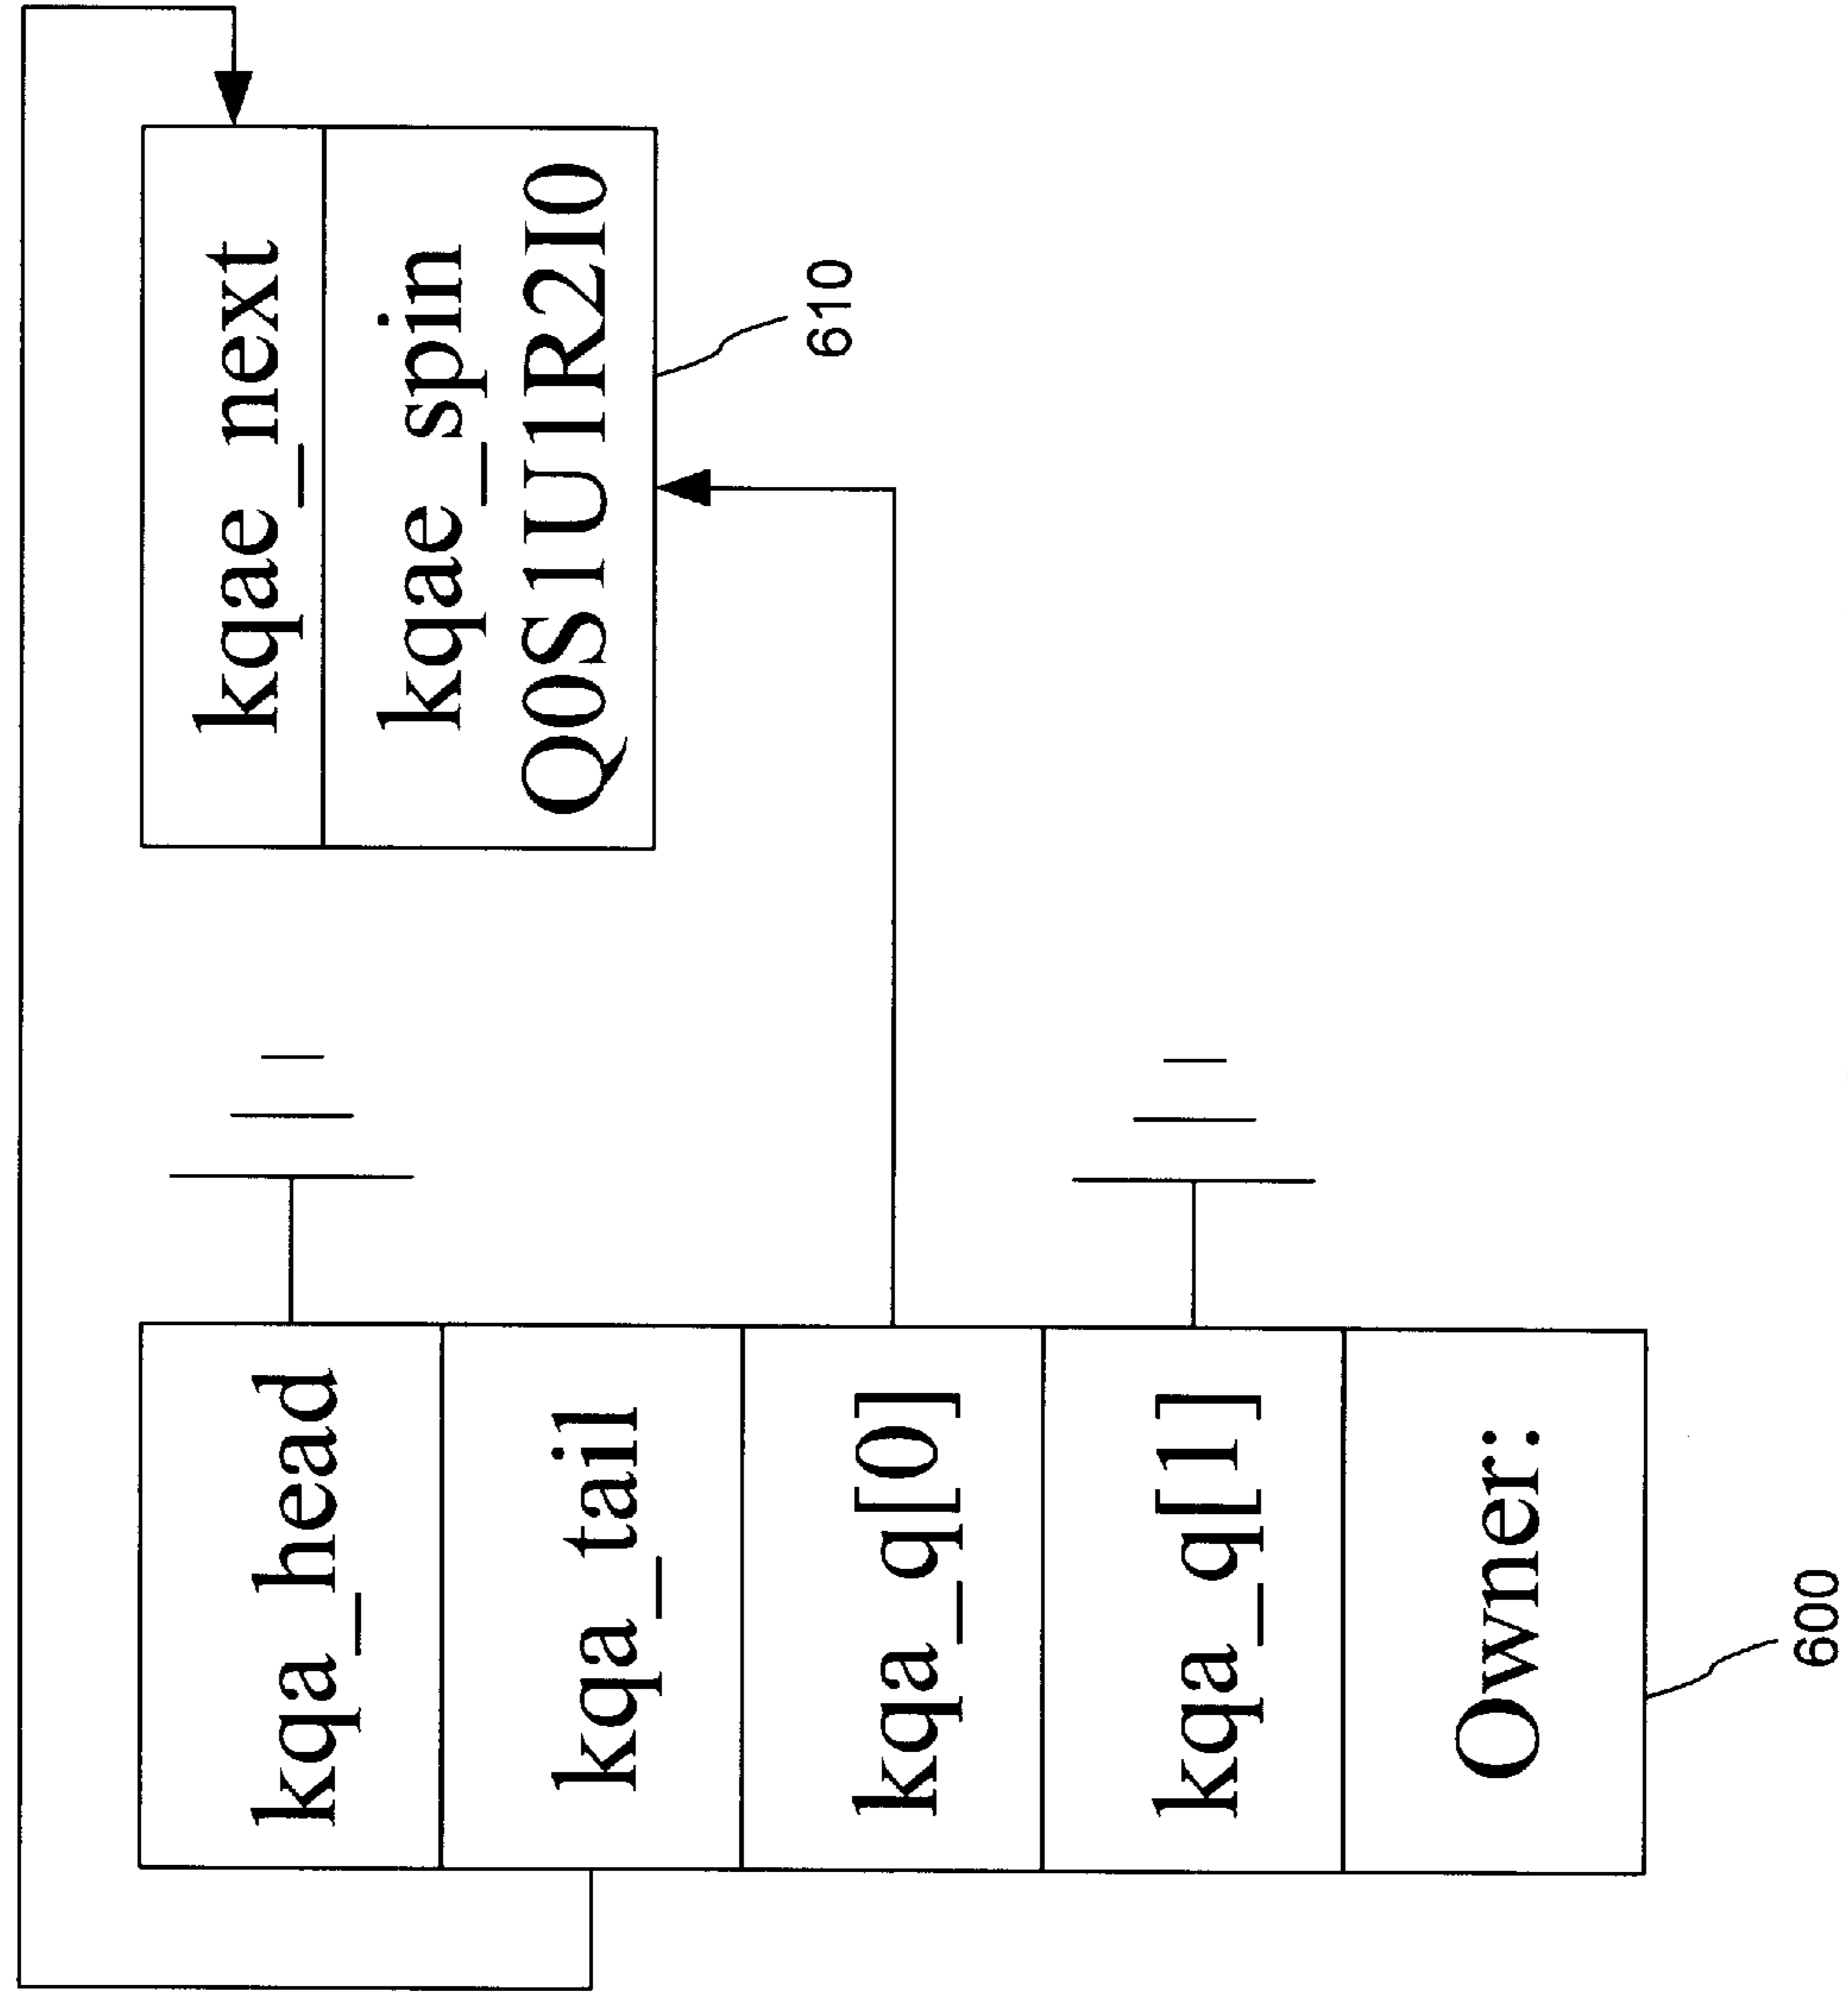 kqa_head
kqa_tail
kqa_q[0]
kqa_q[1]
Owner:
600
kqae_next
kqae_spin
Q0S1U1R2I0
610